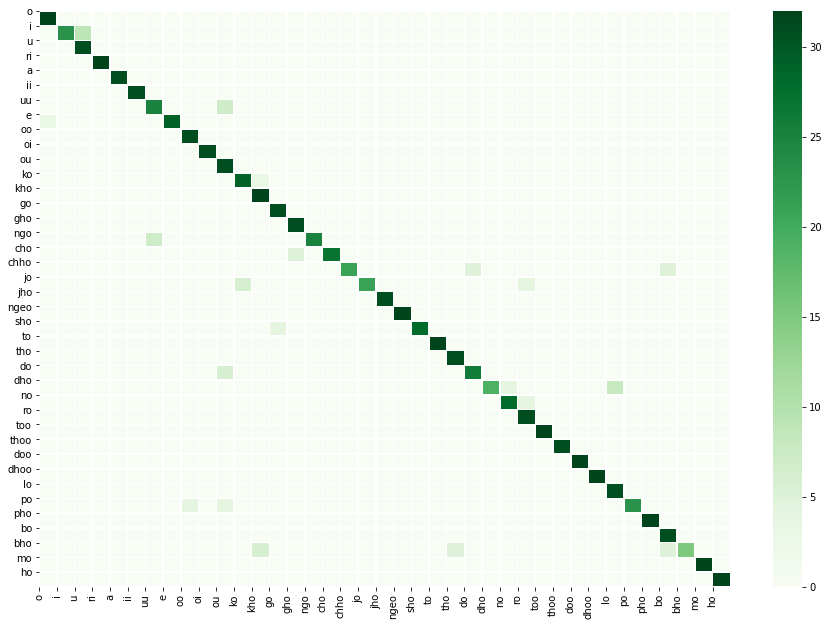 o
i
u
ri
a
ii
uu
e
oo
oi
ou
ko
kho
go
gho
ngo
cho
chho
jo
jho
ngeo
sho
to
tho
do
dho
no
ro
too
thoo
doo
dhoo
lo
po
pho
bo
bho
mo
ho
o i u ri a ii uu e oo oi ou ko kho go gho ngo cho chho jo jho ngeo sho to tho do dho no ro too thoo doo dhoo lo po pho bo bho mo ho
30
25
20
15
10
5
0